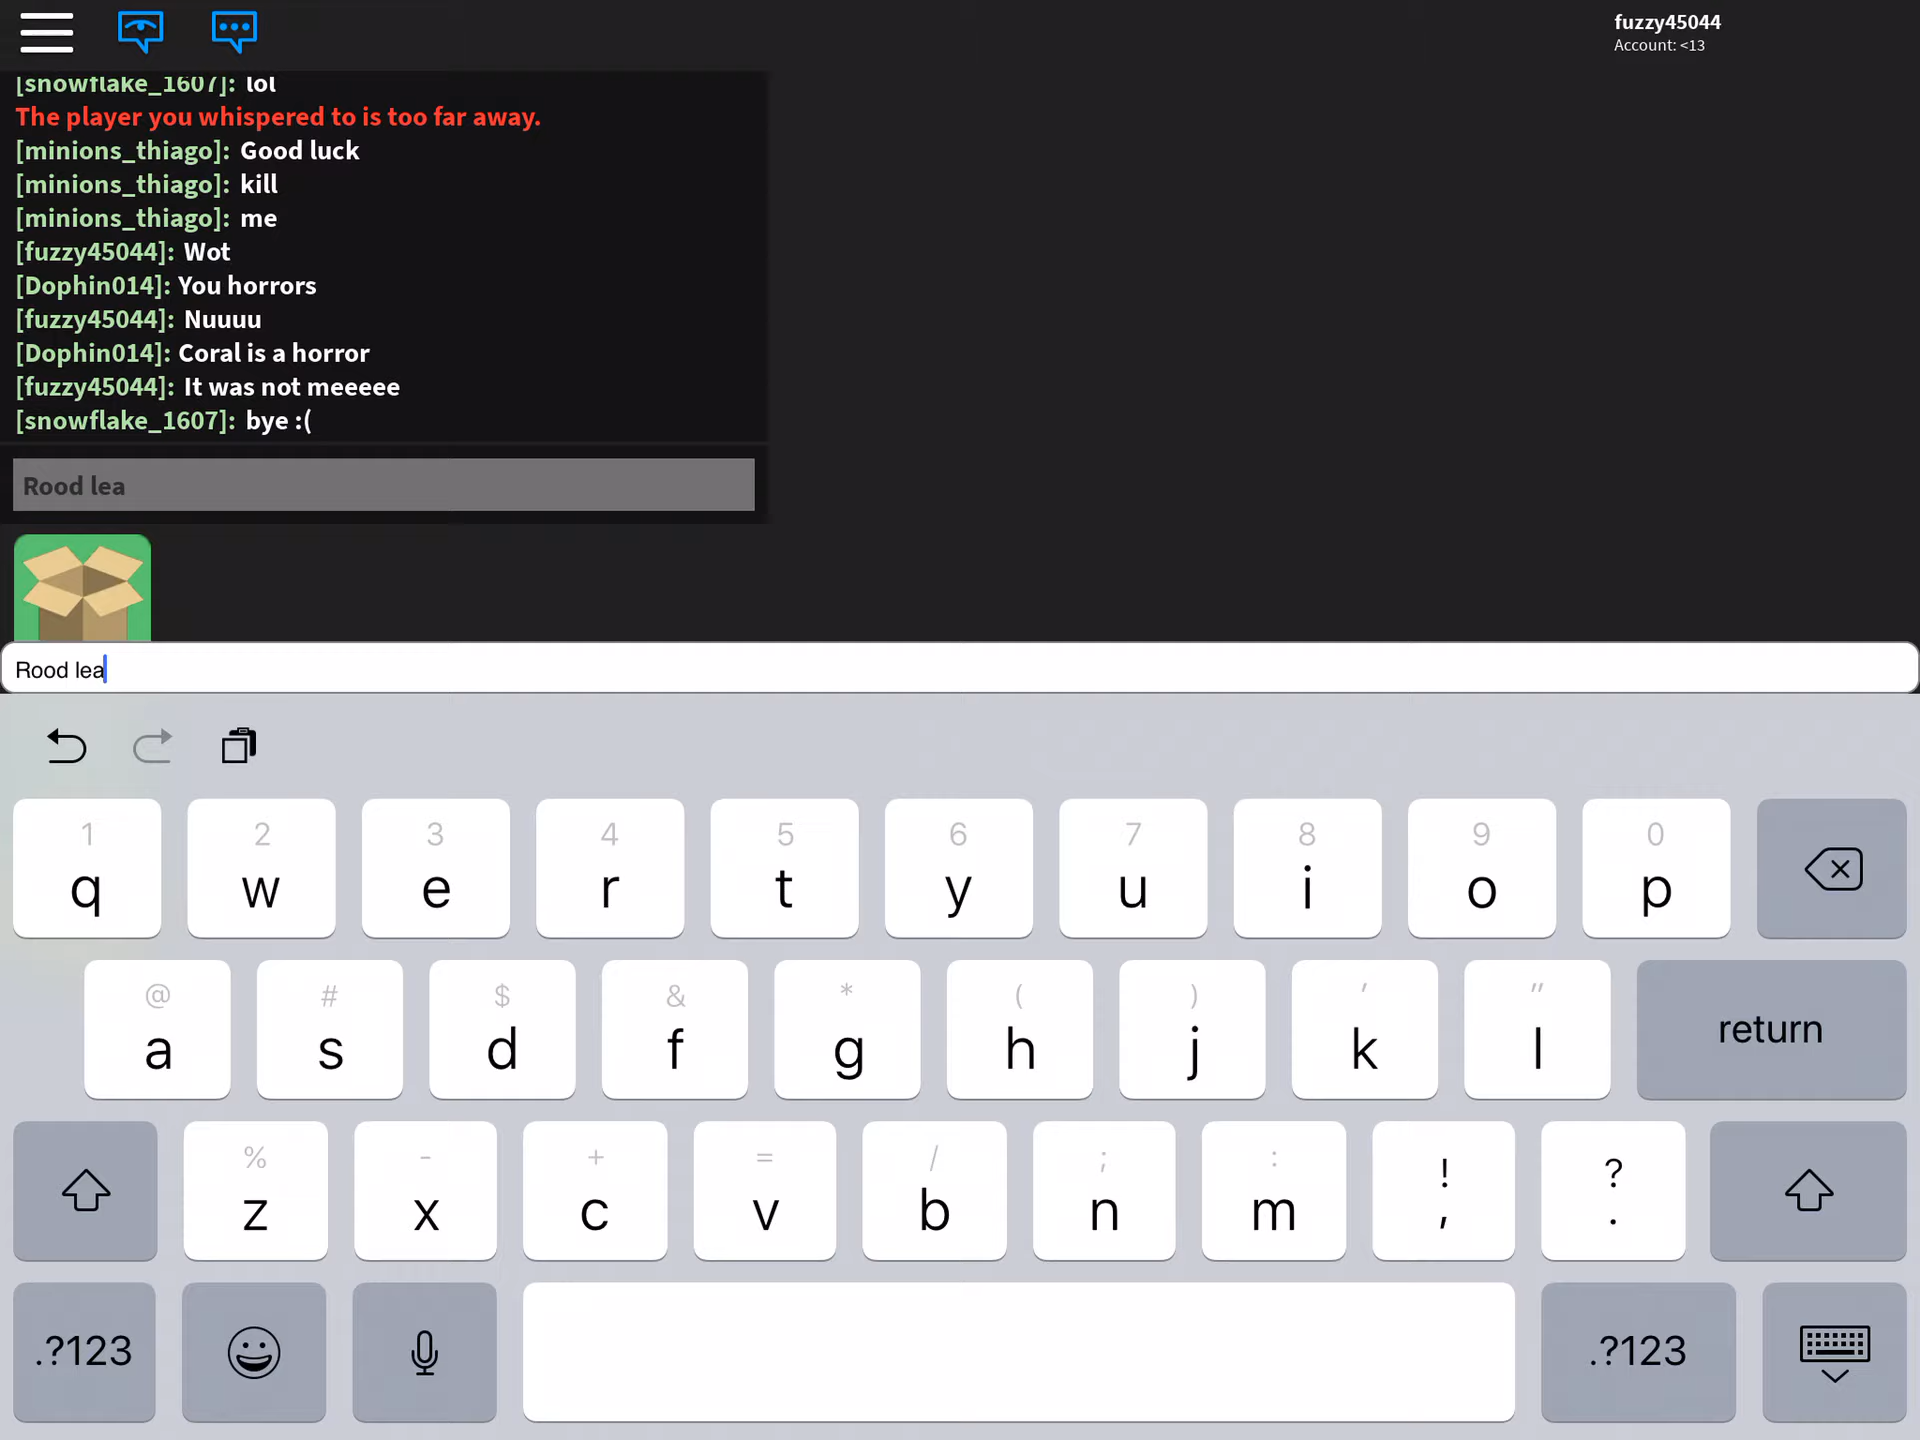 fuzzy45044
Account: <13
[snowflake_1607]: lol
The player you whispered to is too far away.
[minions_thiago]: Good luck
[minions_thiago]: kill
[minions_thiago]: me
[fuzzy45044]: Wot
[Dophin014]: You horrors
[fuzzy45044]: Nuuuu
[Dophin014]: Coral is a horror
[fuzzy45044]: It was not meeeee
[snowflake_1607]: bye :(
Rood lea
Rood lea
1 2 3 4 5 6 7 8 9 0
q w e r t y u i o p
@ # $ & * ( ) ' "
a s d f g h j k l return
% - + = / ; : ! ?
z x c v b n m , .
.?123 .?123